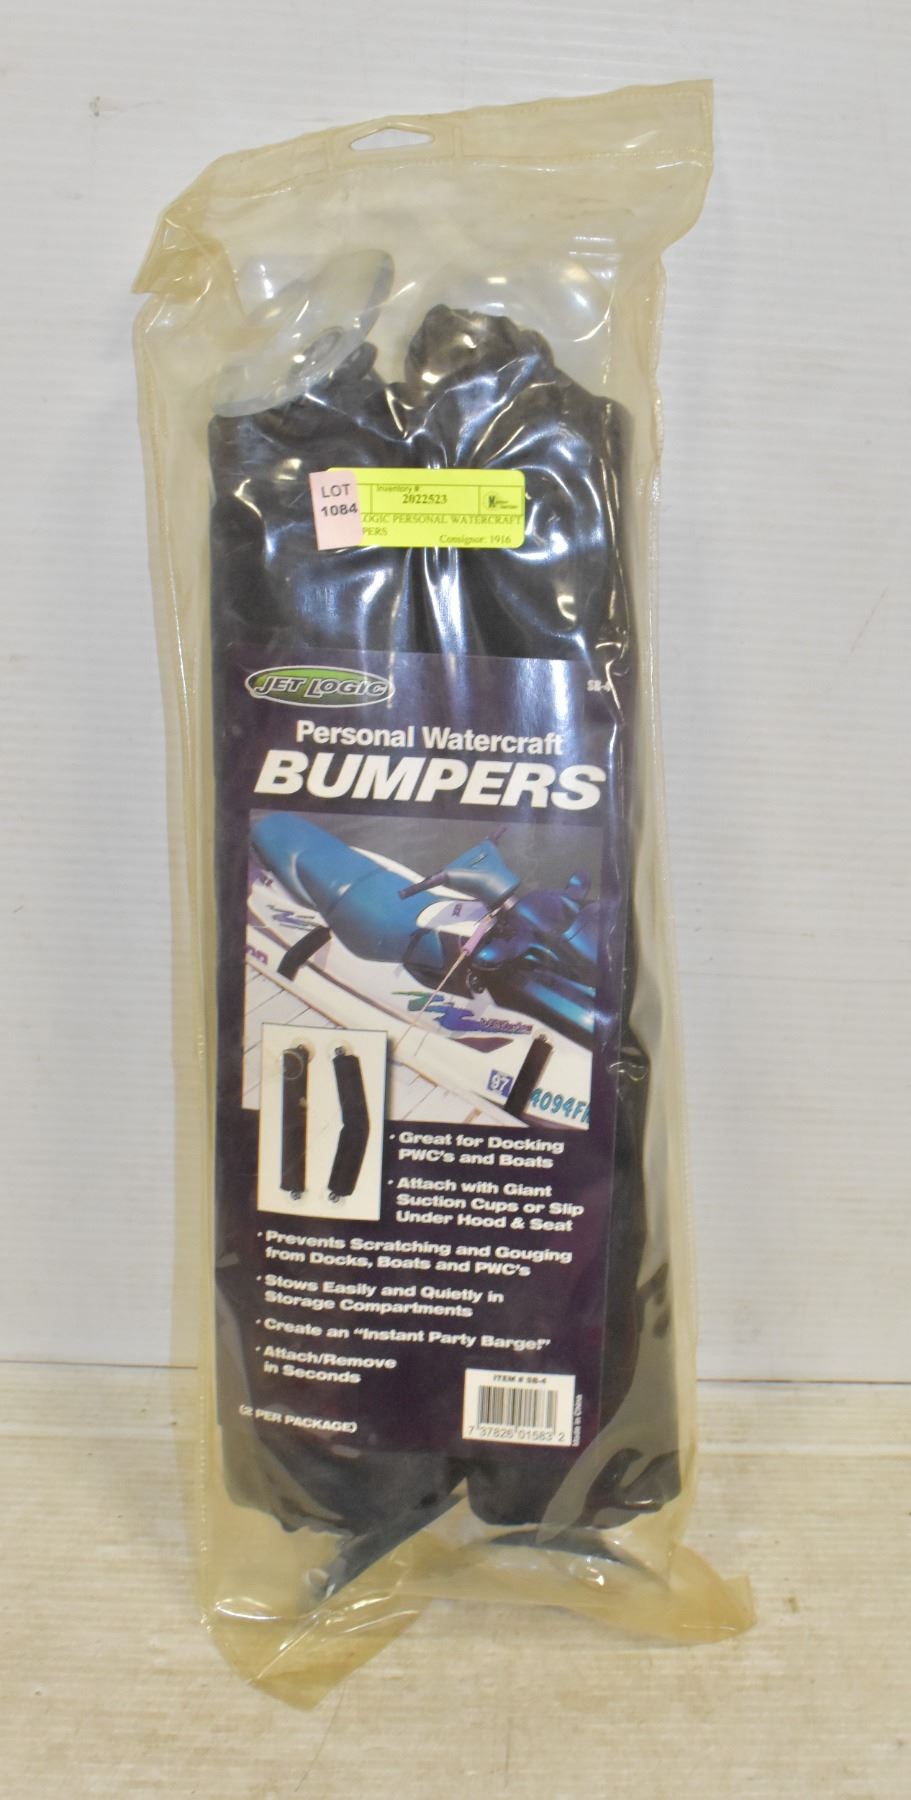 LOT
1084
Inventory #:
2022523
LOGIC PERSONAL WATERCRAFT
PERS
Consignor: 1916
JET LOGIC
SB-4
Personal Watercraft
BUMPERS
97
4094F
• Great for Docking
PWC's and Boats
• Attach with Giant
Suction Cups or Slip
Under Hood & Seat
• Prevents Scratching and Gouging
from Docks, Boats and PWC's
• Stows Easily and Quietly in
Storage Compartments
• Create an "Instant Party Barge!"
• Attach/Remove
in Seconds
(2 PER PACKAGE)
ITEM # SB-4
7 37826 01583 2
Made in China